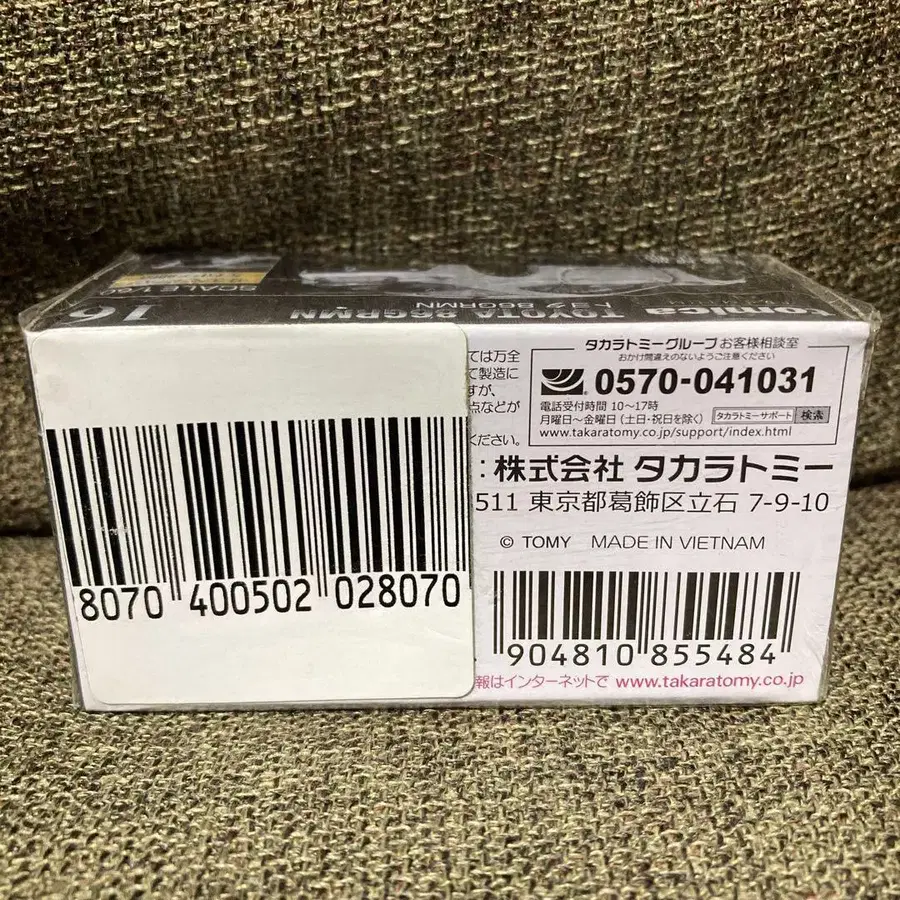 16
TOYOTA 86GRMN
トヨタ 86GRMN
tomica
SCALE
ては万全
て製造に
すが、
点などが
ください。
タカラトミーグループお客様相談室
おかけ間違えのないようご注意ください
0570-041031
電話受付時間 10〜17時
月曜日〜金曜日 (土日・祝日を除く)
タカラトミーサポート 検索
www.takaratomy.co.jp/support/index.html
: 株式会社 タカラトミー
511 東京都葛飾区立石 7-9-10
© TOMY MADE IN VIETNAM
8070 400502 028070
904810 855484
報はインターネットで www.takaratomy.co.jp